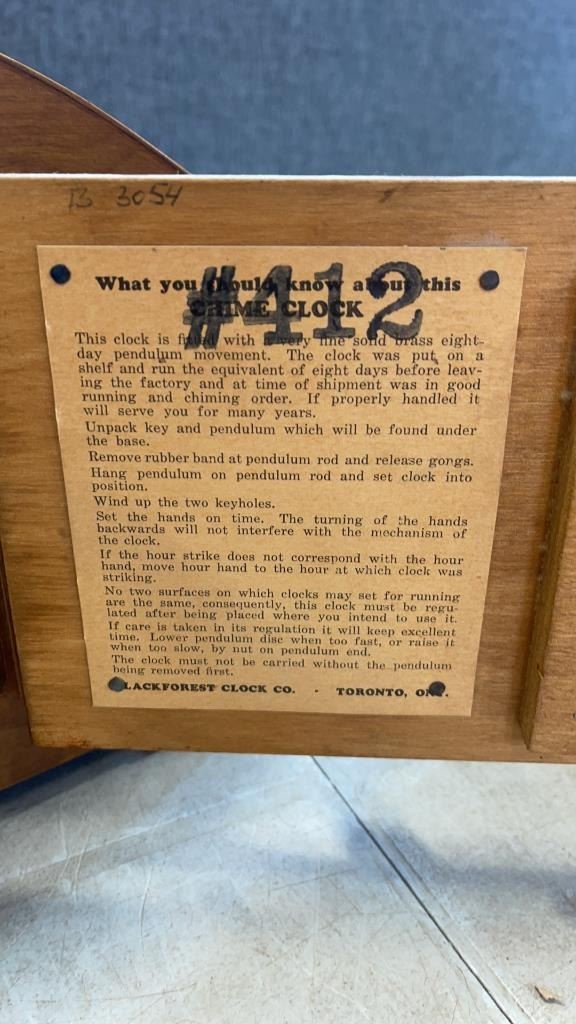 B 3054
#412
What you should know about this
CHIME CLOCK
This clock is fitted with a very fine solid brass eight-
day pendulum movement. The clock was put on a
shelf and run the equivalent of eight days before leav-
ing the factory and at time of shipment was in good
running and chiming order. If properly handled it
will serve you for many years.
Unpack key and pendulum which will be found under
the base.
Remove rubber band at pendulum rod and release gongs.
Hang pendulum on pendulum rod and set clock into
position.
Wind up the two keyholes.
Set the hands on time. The turning of the hands
backwards will not interfere with the mechanism of
the clock.
If the hour strike does not correspond with the hour
hand, move hour hand to the hour at which clock was
striking.
No two surfaces on which clocks may set for running
are the same, consequently, this clock must be regu-
lated after being placed where you intend to use it.
If care is taken in its regulation it will keep excellent
time. Lower pendulum disc when too fast, or raise it
when too slow, by nut on pendulum end.
The clock must not be carried without the pendulum
being removed first.
BLACKFOREST CLOCK CO. - TORONTO, ONT.